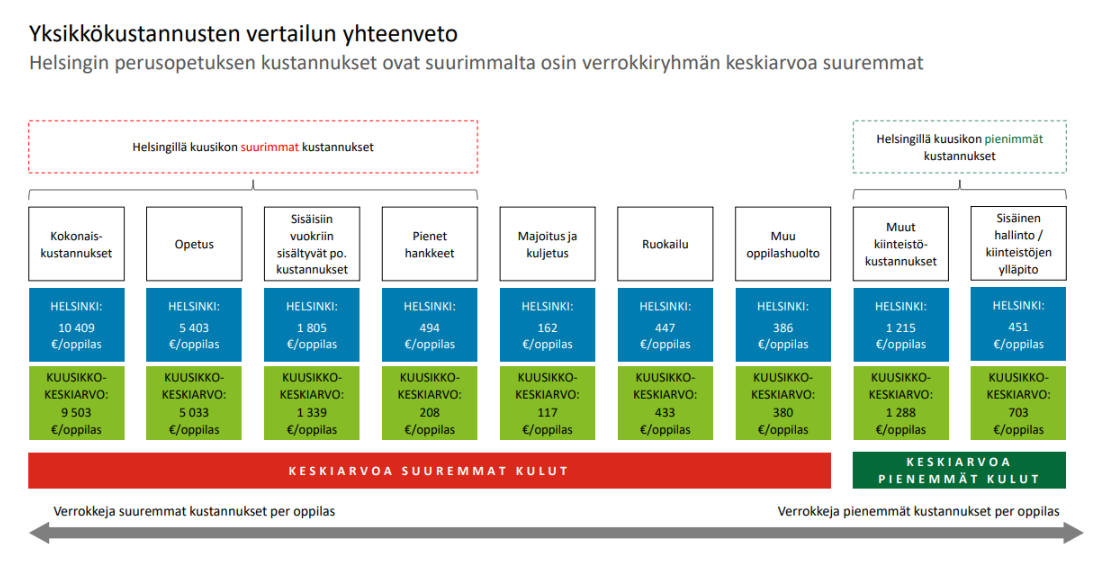 Yksikkökustannusten vertailun yhteenveto
Helsingin perusopetuksen kustannukset ovat suurimmalta osin verrokkiryhmän keskiarvoa suuremmat
Helsingillä kuusikon suurimmat kustannukset
Helsingillä kuusikon pienimmät
kustannukset
Kokonais-
kustannukset
Opetus
Sisäisiin
vuokriin
sisältyvät po.
kustannukset
Pienet
hankkeet
Majoitus ja
kuljetus
Ruokailu
Muu
oppilashuolto
Muut
kiinteistö-
kustannukset
Sisäinen
hallinto /
kiinteistöjen
ylläpito
HELSINKI:
10 409
€/oppilas
HELSINKI:
5 403
€/oppilas
HELSINKI:
1 805
€/oppilas
HELSINKI:
494
€/oppilas
HELSINKI:
162
€/oppilas
HELSINKI:
447
€/oppilas
HELSINKI:
386
€/oppilas
HELSINKI:
1 215
€/oppilas
HELSINKI:
451
€/oppilas
KUUSIKKO-
KESKIARVO:
9 503
€/oppilas
KUUSIKKO-
KESKIARVO:
5 033
€/oppilas
KUUSIKKO-
KESKIARVO:
1 339
€/oppilas
KUUSIKKO-
KESKIARVO:
208
€/oppilas
KUUSIKKO-
KESKIARVO:
117
€/oppilas
KUUSIKKO-
KESKIARVO:
433
€/oppilas
KUUSIKKO-
KESKIARVO:
380
€/oppilas
KUUSIKKO-
KESKIARVO:
1 288
€/oppilas
KUUSIKKO-
KESKIARVO:
703
€/oppilas
KESKIARVOA SUUREMMAT KULUT
KESKIARVOA
PIENEMMÄT KULUT
Verrokkeja suuremmat kustannukset per oppilas
Verrokkeja pienemmät kustannukset per oppilas